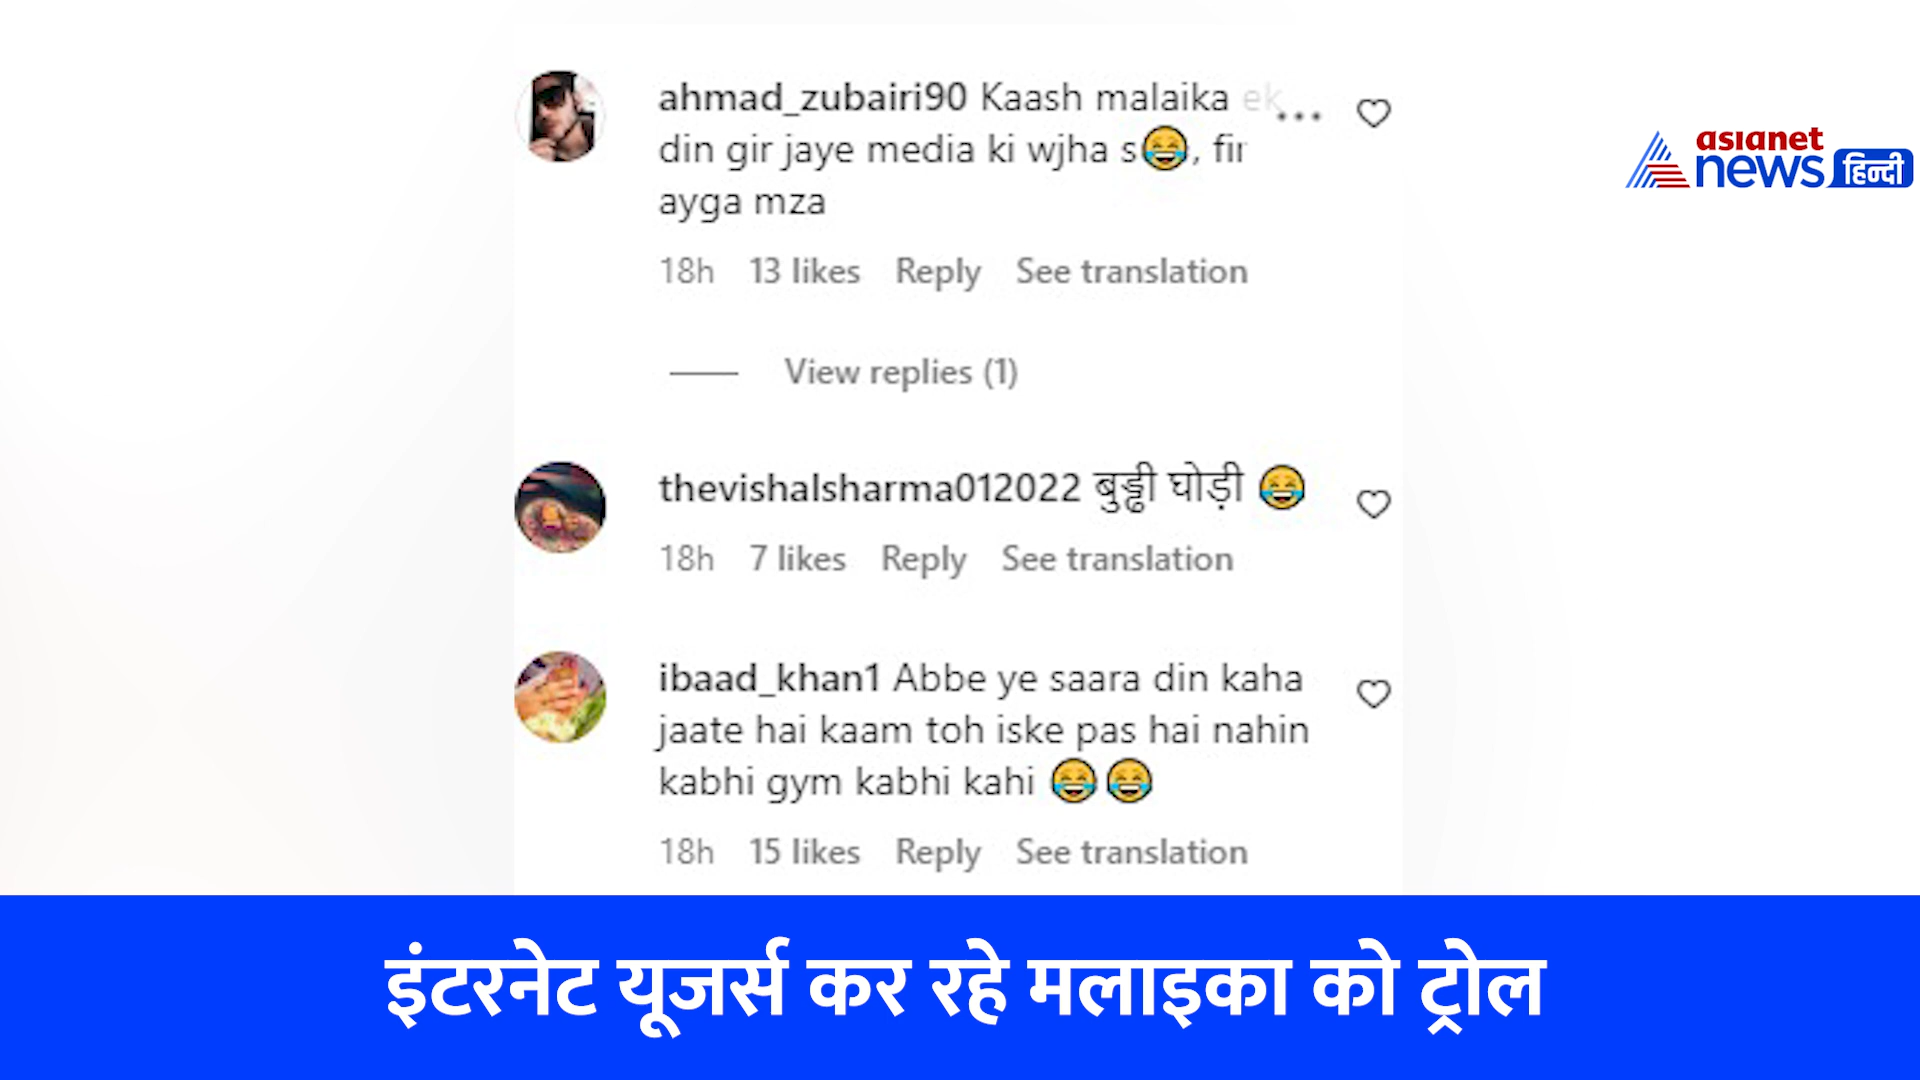 ahmad_zubairi90 Kaash malaika ek ...
din gir jaye media ki wjha s😂, fir
ayga mza
18h 13 likes Reply See translation
View replies (1)
thevishalsharma012022 बुड्ढी घोड़ी 😂
18h 7 likes Reply See translation
ibaad_khan1 Abbe ye saara din kaha
jaate hai kaam toh iske pas hai nahin
kabhi gym kabhi kahi 😂😂
18h 15 likes Reply See translation
asianet
news हिन्दी
इंटरनेट यूजर्स कर रहे मलाइका को ट्रोल